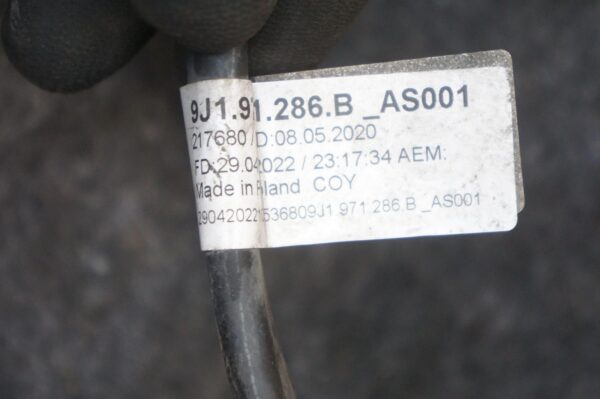 9J1.91.286.B _AS001
217680 /D:08.05.2020
FD:29.04022 / 23:17:34 AEM:
Made in land COY
290420221536809J1.971.286.B _AS001